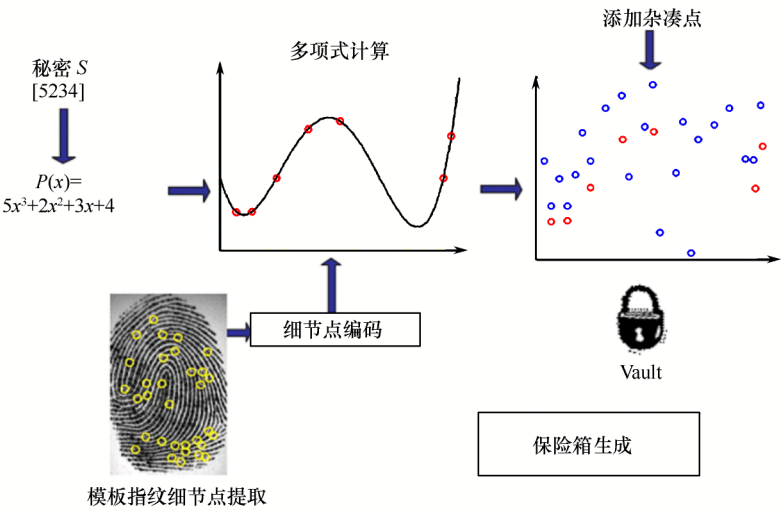 添加杂凑点
多项式计算
秘密 S
[5234]
P(x)=
5x³+2x²+3x+4
细节点编码
Vault
保险箱生成
模板指纹细节点提取